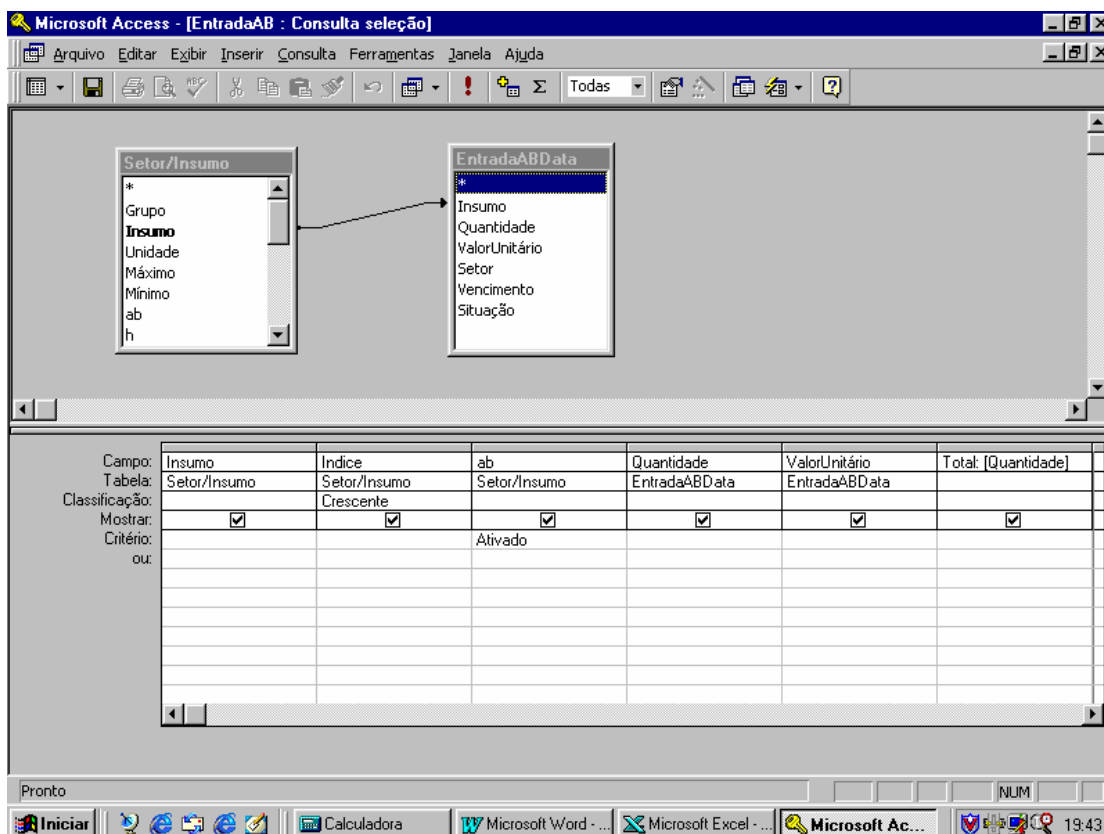 Microsoft Access - [EntradaAB : Consulta seleção]
Arquivo Editar Exibir Inserir Consulta Ferramentas Janela Ajuda
ABC Todas
Setor/Insumo
*
Grupo
Insumo
Unidade
Máximo
Mínimo
ab
h
EntradaABData
*
Insumo
Quantidade
ValorUnitário
Setor
Vencimento
Situação
Campo: Insumo Indice ab Quantidade ValorUnitário Total: [Quantidade]
Tabela: Setor/Insumo Setor/Insumo Setor/Insumo EntradaABData EntradaABData
Classificação: Crescente
Mostrar:
Critério: Ativado
ou:
Pronto NUM
Iniciar Calculadora Microsoft Word - ... Microsoft Excel - ... Microsoft Ac... 19:43